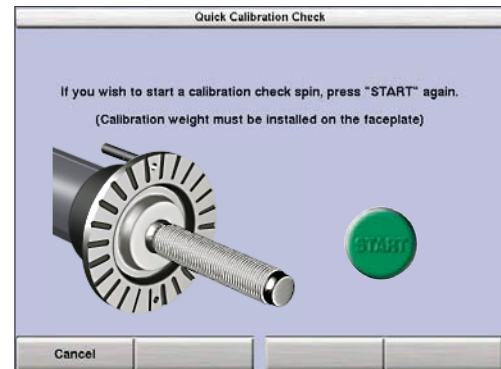 Quick Calibration Check
If you wish to start a calibration check spin, press "START" again.
(Calibration weight must be installed on the faceplate)
START
Cancel